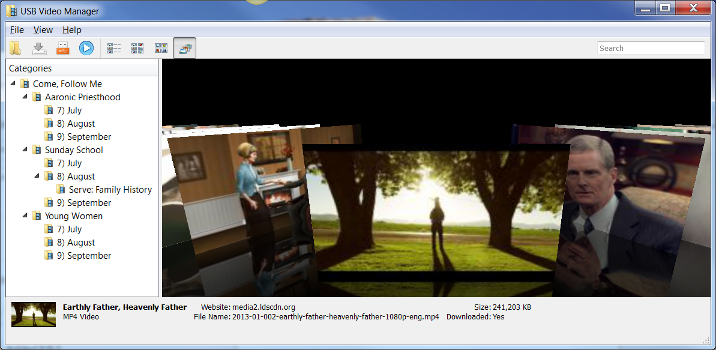 USB Video Manager
File View Help
Search
Categories
Come, Follow Me
Aaronic Priesthood
7) July
8) August
9) September
Sunday School
7) July
8) August
Serve: Family History
9) September
Young Women
7) July
8) August
9) September
Earthly Father, Heavenly Father Website: media2.ldscdn.org Size: 241,203 KB
MP4 Video File Name: 2013-01-002-earthly-father-heavenly-father-1080p-eng.mp4 Downloaded: Yes